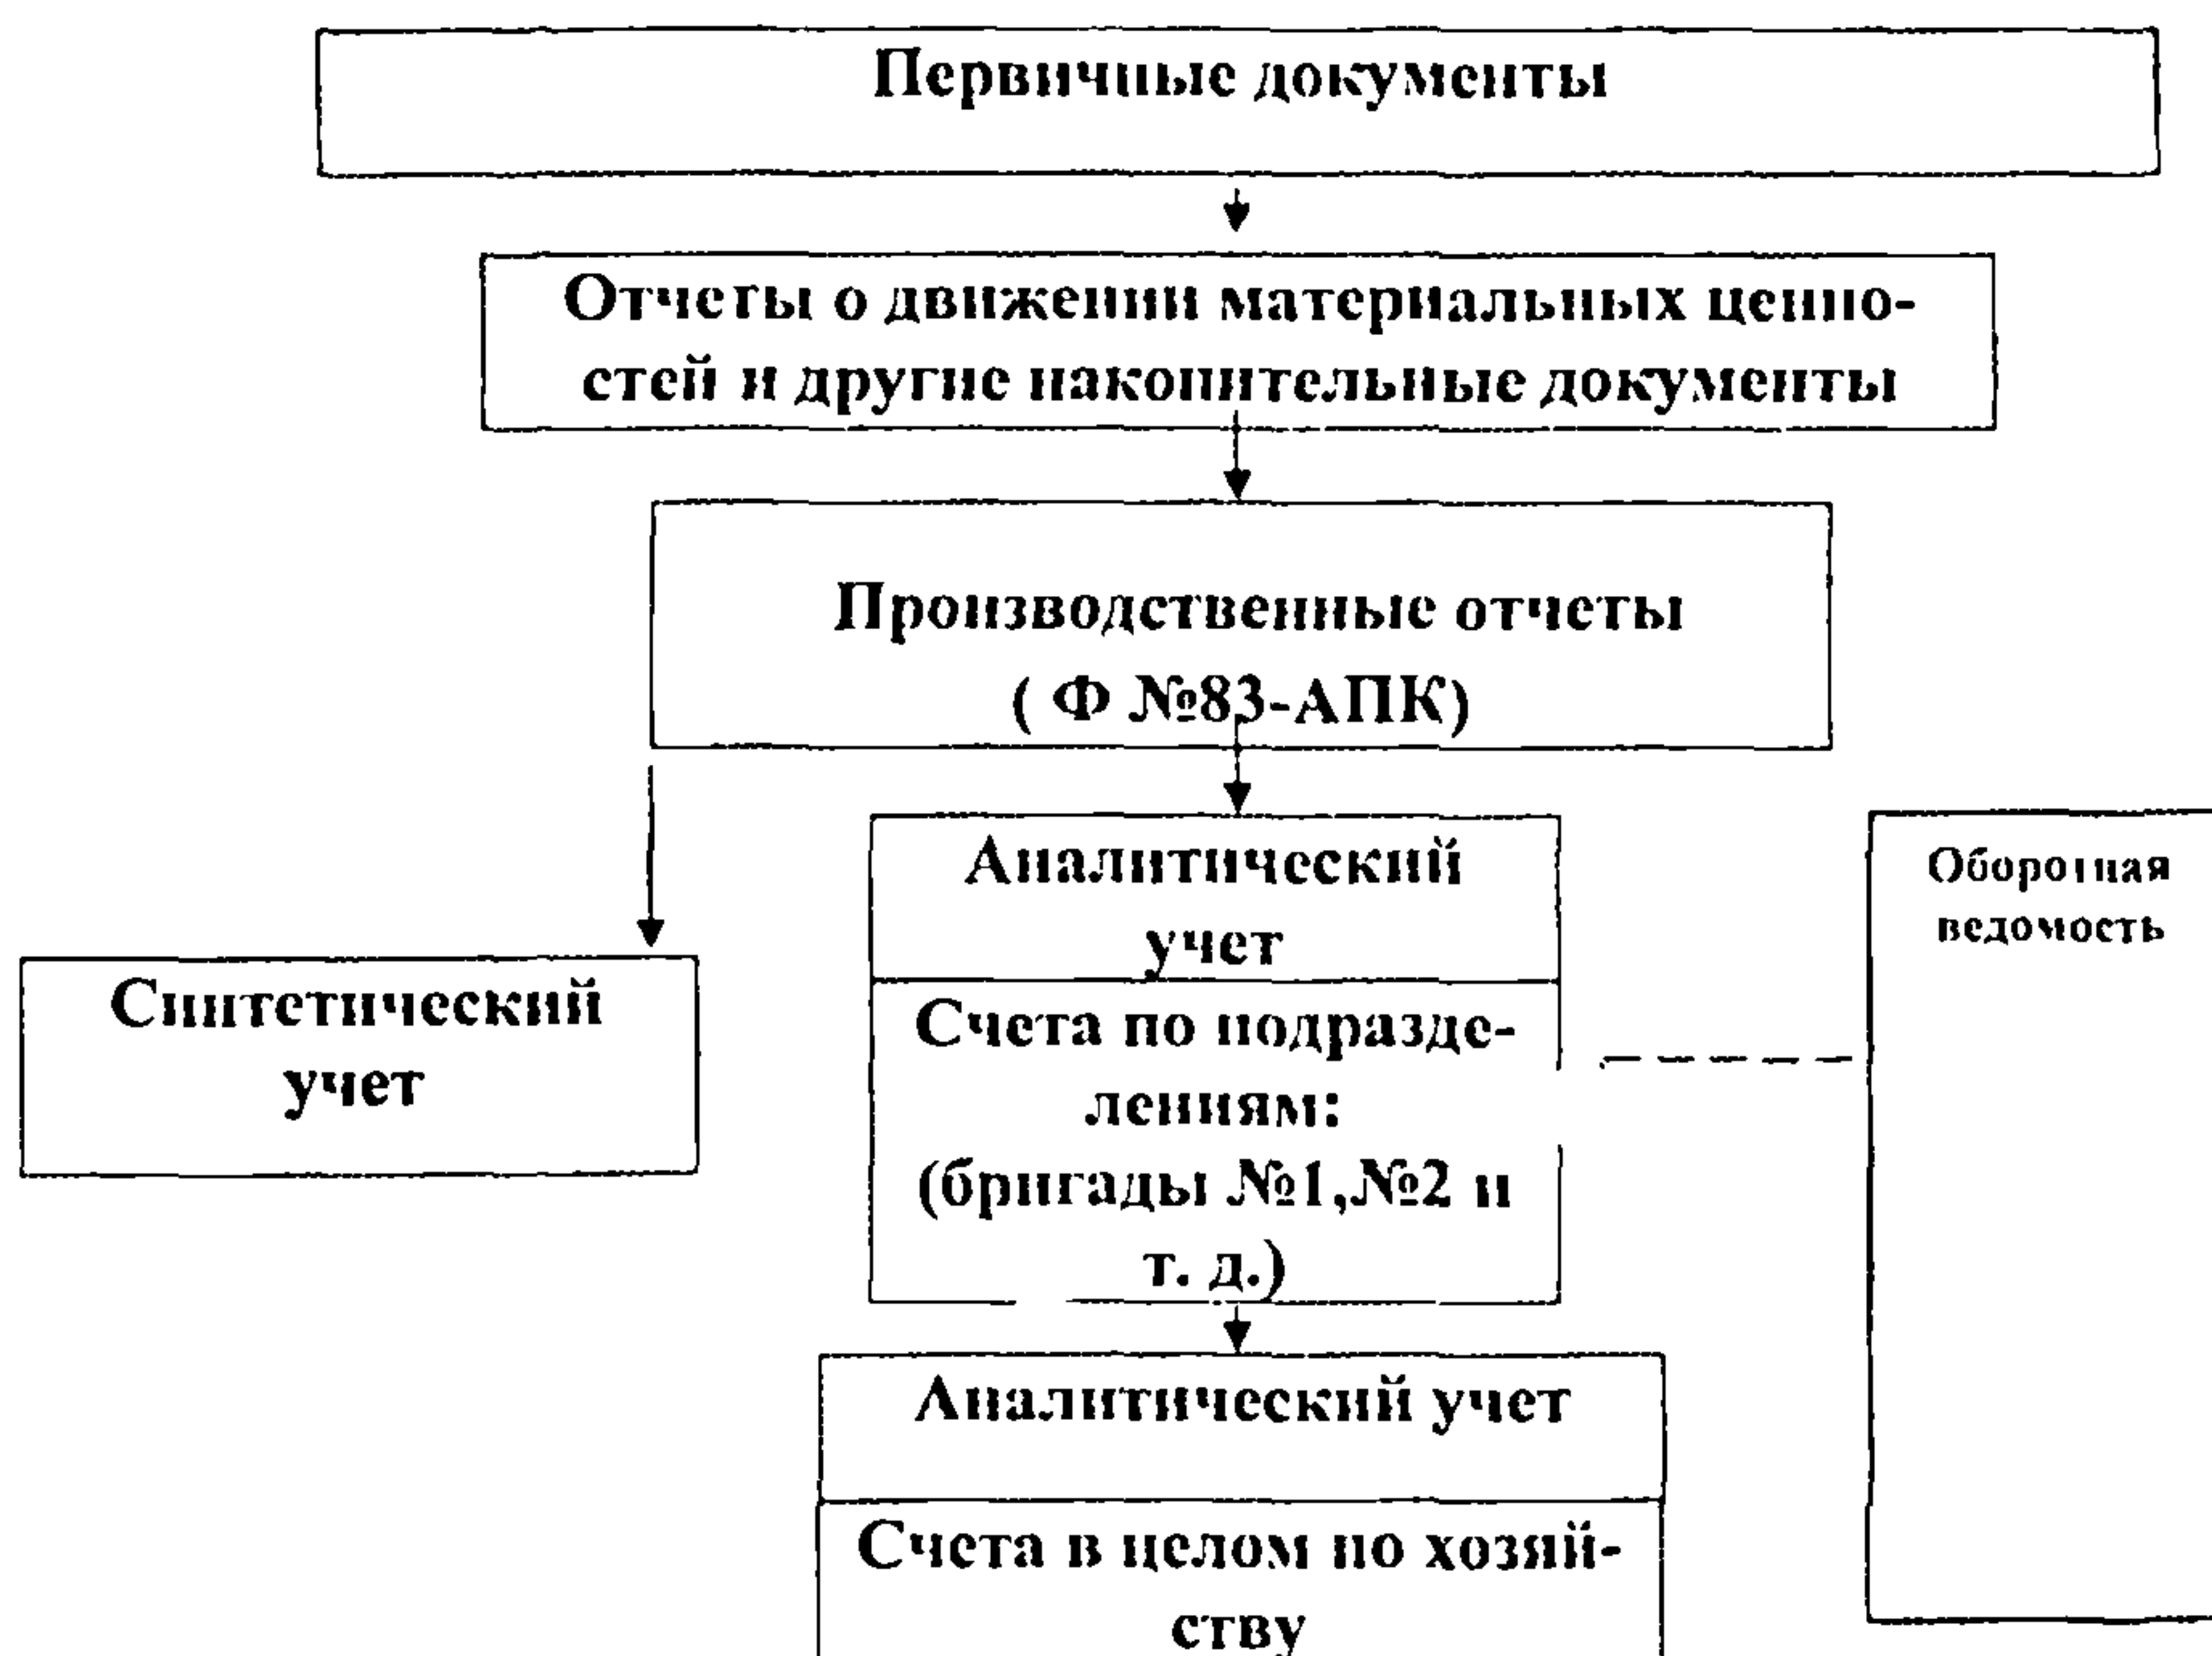 Первичные документы
Отчеты о движении материальных ценно-
стей и другие накопительные документы
Производственные отчеты
( Ф №83-АПК)
Аналитический
учет
Оборотная
ведомость
Синтетический
учет
Счета по подразде-
лениям:
(бригады №1,№2 и
т. д.)
Аналитический учет
Счета в целом по хозяй-
ству